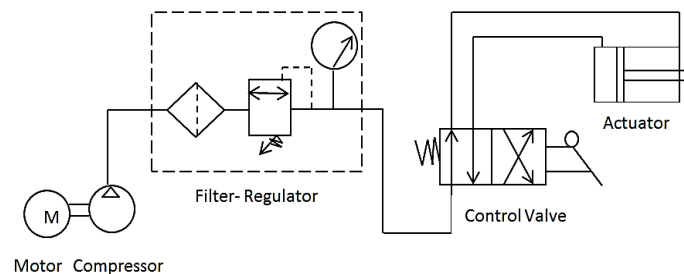 Actuator
Filter- Regulator
Control Valve
M
Motor Compressor